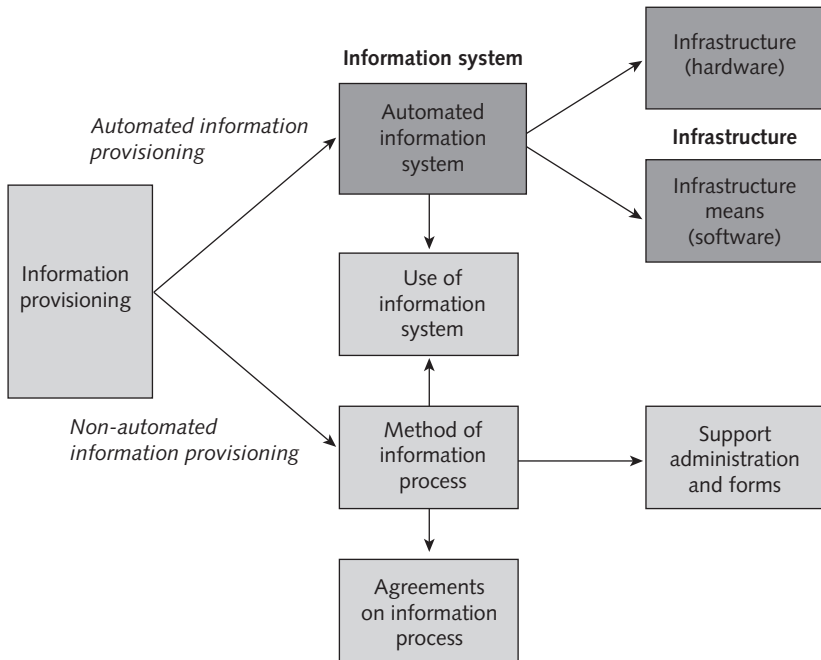 Information system
Infrastructure
(hardware)
Automated information
provisioning
Automated
information
system
Infrastructure
Infrastructure
means
(software)
Information
provisioning
Use of
information
system
Non-automated
information provisioning
Method of
information
process
Support
administration
and forms
Agreements
on information
process